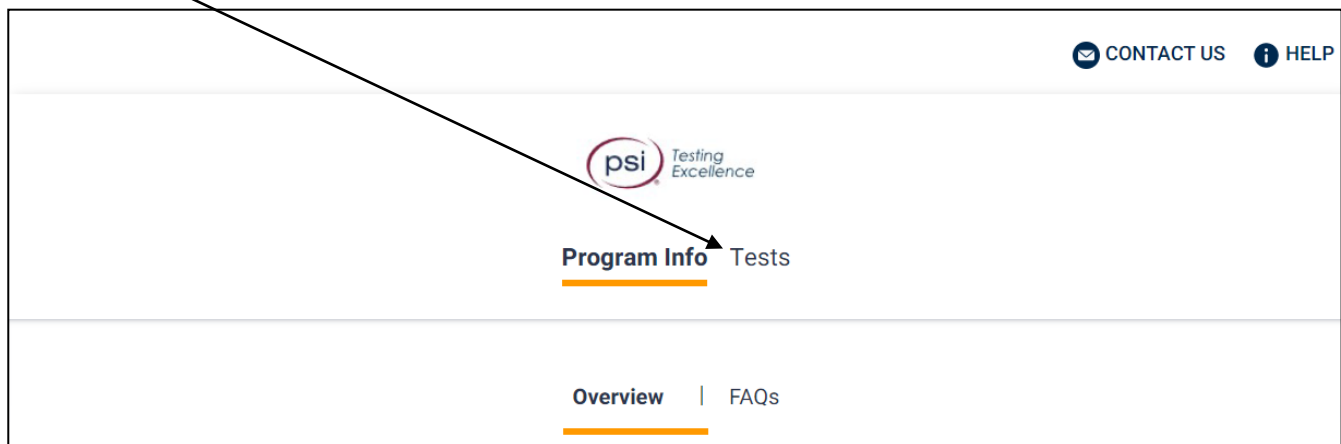 CONTACT US HELP
psi Testing
Excellence
Program Info Tests
Overview | FAQs